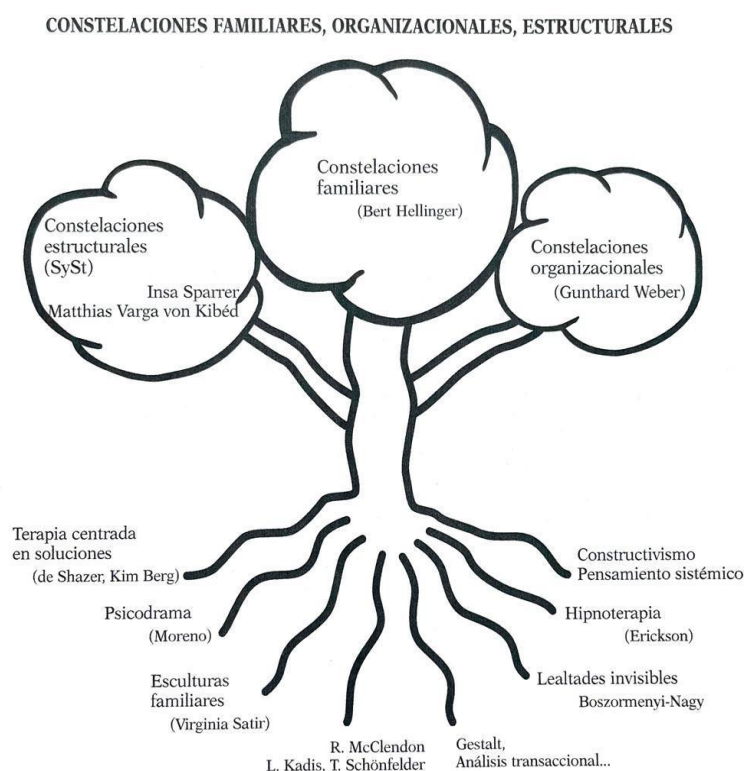 CONSTELACIONES FAMILIARES, ORGANIZACIONALES, ESTRUCTURALES
Constelaciones
familiares
(Bert Hellinger)
Constelaciones
estructurales
(SySt)
Insa Sparrer
Matthias Varga von Kibéd
Constelaciones
organizacionales
(Gunthard Weber)
Terapia centrada
en soluciones
(de Shazer, Kim Berg)
Psicodrama
(Moreno)
Esculturas
familiares
(Virginia Satir)
R. McClendon
L. Kadis, T. Schönfelder
Gestalt,
Análisis transaccional...
Lealtades invisibles
Boszormenyi-Nagy
Hipnoterapia
(Erickson)
Constructivismo
Pensamiento sistémico